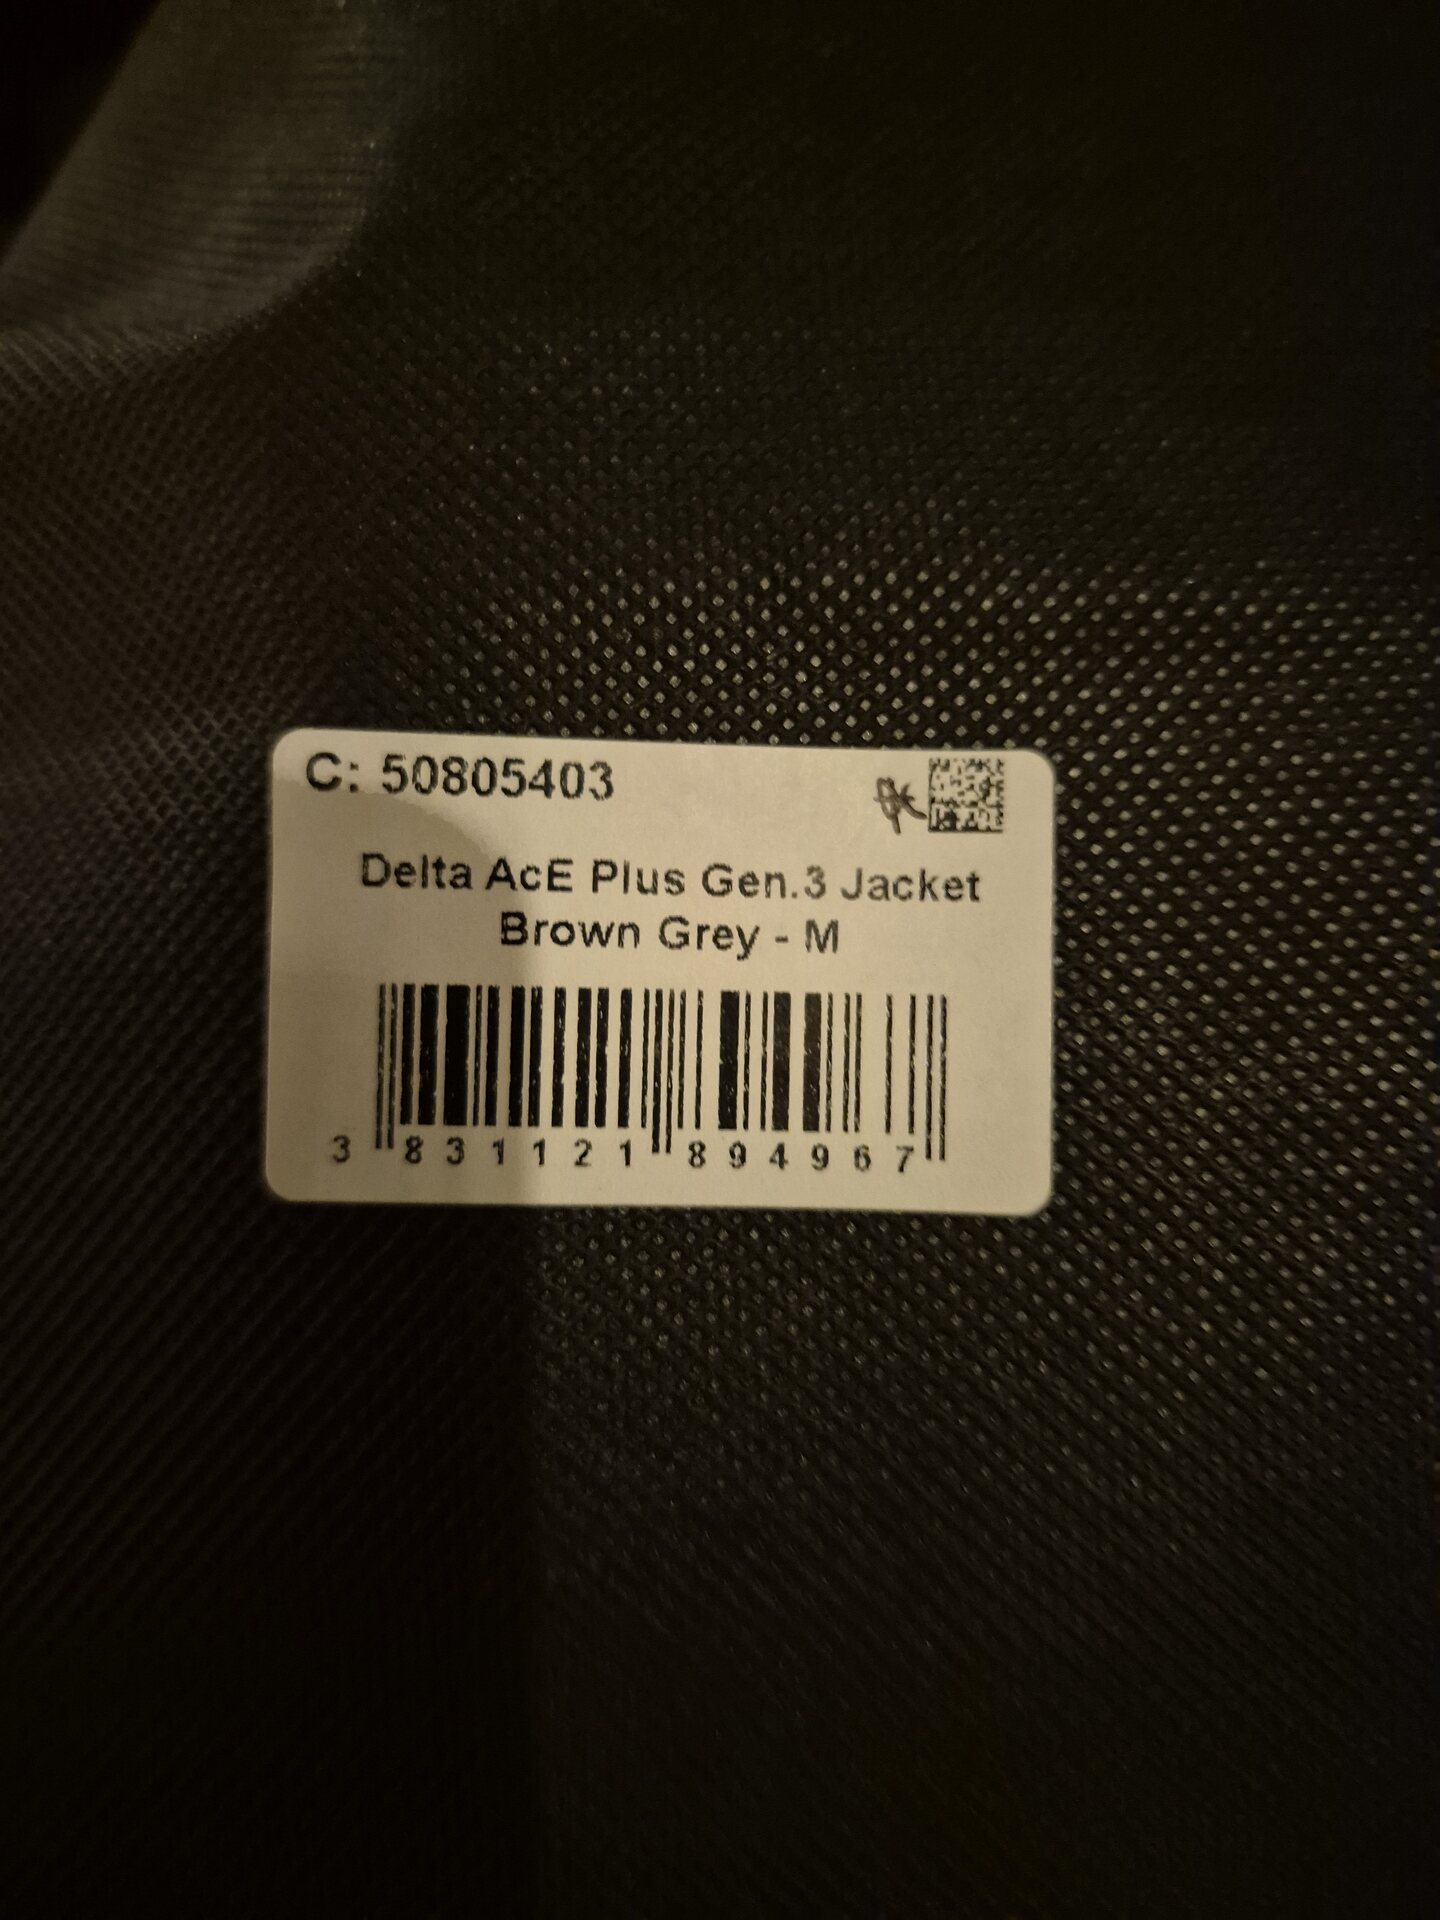 C: 50805403
Delta AcE Plus Gen.3 Jacket
Brown Grey - M
3 831121 894967